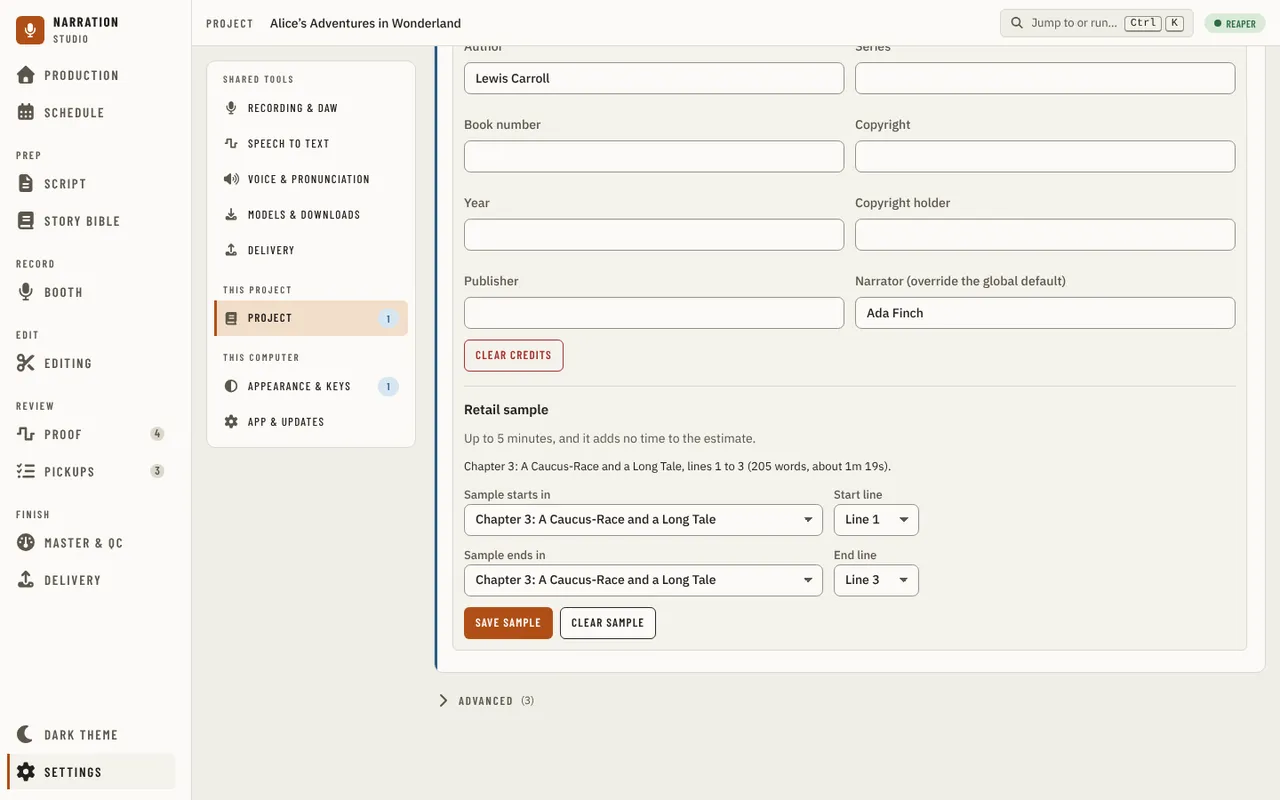 NARRATION
STUDIO
PRODUCTION
SCHEDULE
PREP
SCRIPT
STORY BIBLE
RECORD
BOOTH
EDIT
EDITING
REVIEW
PROOF 4
PICKUPS 3
FINISH
MASTER & QC
DELIVERY
DARK THEME
SETTINGS
PROJECT Alice's Adventures in Wonderland
Jump to or run... Ctrl K
REAPER
SHARED TOOLS
RECORDING & DAW
SPEECH TO TEXT
VOICE & PRONUNCIATION
MODELS & DOWNLOADS
DELIVERY
THIS PROJECT
PROJECT 1
THIS COMPUTER
APPEARANCE & KEYS 1
APP & UPDATES
Author Series
Lewis Carroll
Book number Copyright
Year Copyright holder
Publisher Narrator (override the global default)
Ada Finch
CLEAR CREDITS
Retail sample
Up to 5 minutes, and it adds no time to the estimate.
Chapter 3: A Caucus-Race and a Long Tale, lines 1 to 3 (205 words, about 1m 19s).
Sample starts in Start line
Chapter 3: A Caucus-Race and a Long Tale Line 1
Sample ends in End line
Chapter 3: A Caucus-Race and a Long Tale Line 3
SAVE SAMPLE CLEAR SAMPLE
ADVANCED (3)